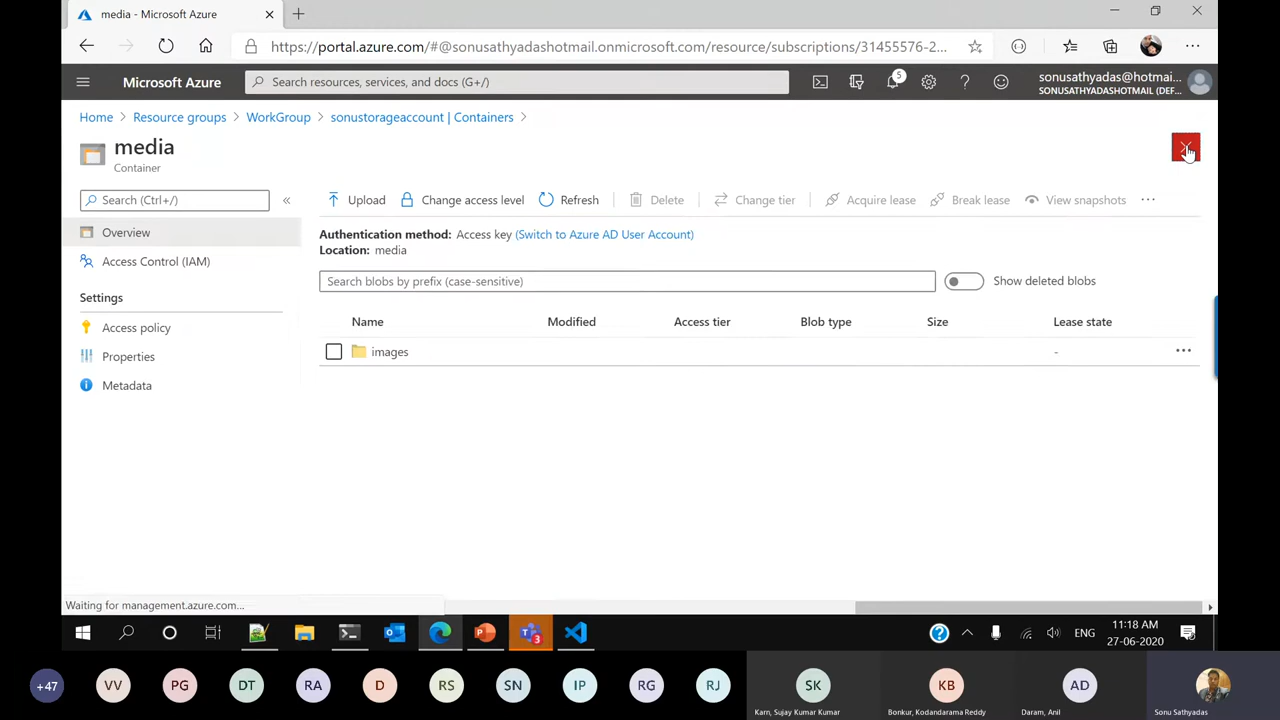 media - Microsoft Azure
https://portal.azure.com/#@sonusathyadashotmail.onmicrosoft.com/resource/subscriptions/31455576-2...
Microsoft Azure
Search resources, services, and docs (G+/)
5
sonusathyadas@hotmai...
SONUSATHYADASHOTMAIL (DEF...
Home > Resource groups > WorkGroup > sonustorageaccount | Containers >
media
Container
Search (Ctrl+/)
«
Upload
Change access level
Refresh
Delete
Change tier
Acquire lease
Break lease
View snapshots
...
Overview
Access Control (IAM)
Settings
Access policy
Properties
Metadata
Authentication method: Access key (Switch to Azure AD User Account)
Location: media
Search blobs by prefix (case-sensitive)
Show deleted blobs
Name Modified Access tier Blob type Size Lease state
images - ...
Waiting for management.azure.com...
3
ENG
11:18 AM
27-06-2020
+47 VV PG DT RA D RS SN IP RG RJ SK KB AD
Karn, Sujay Kumar Kumar
Bonkur, Kodandarama Reddy
Daram, Anil
Sonu Sathyadas